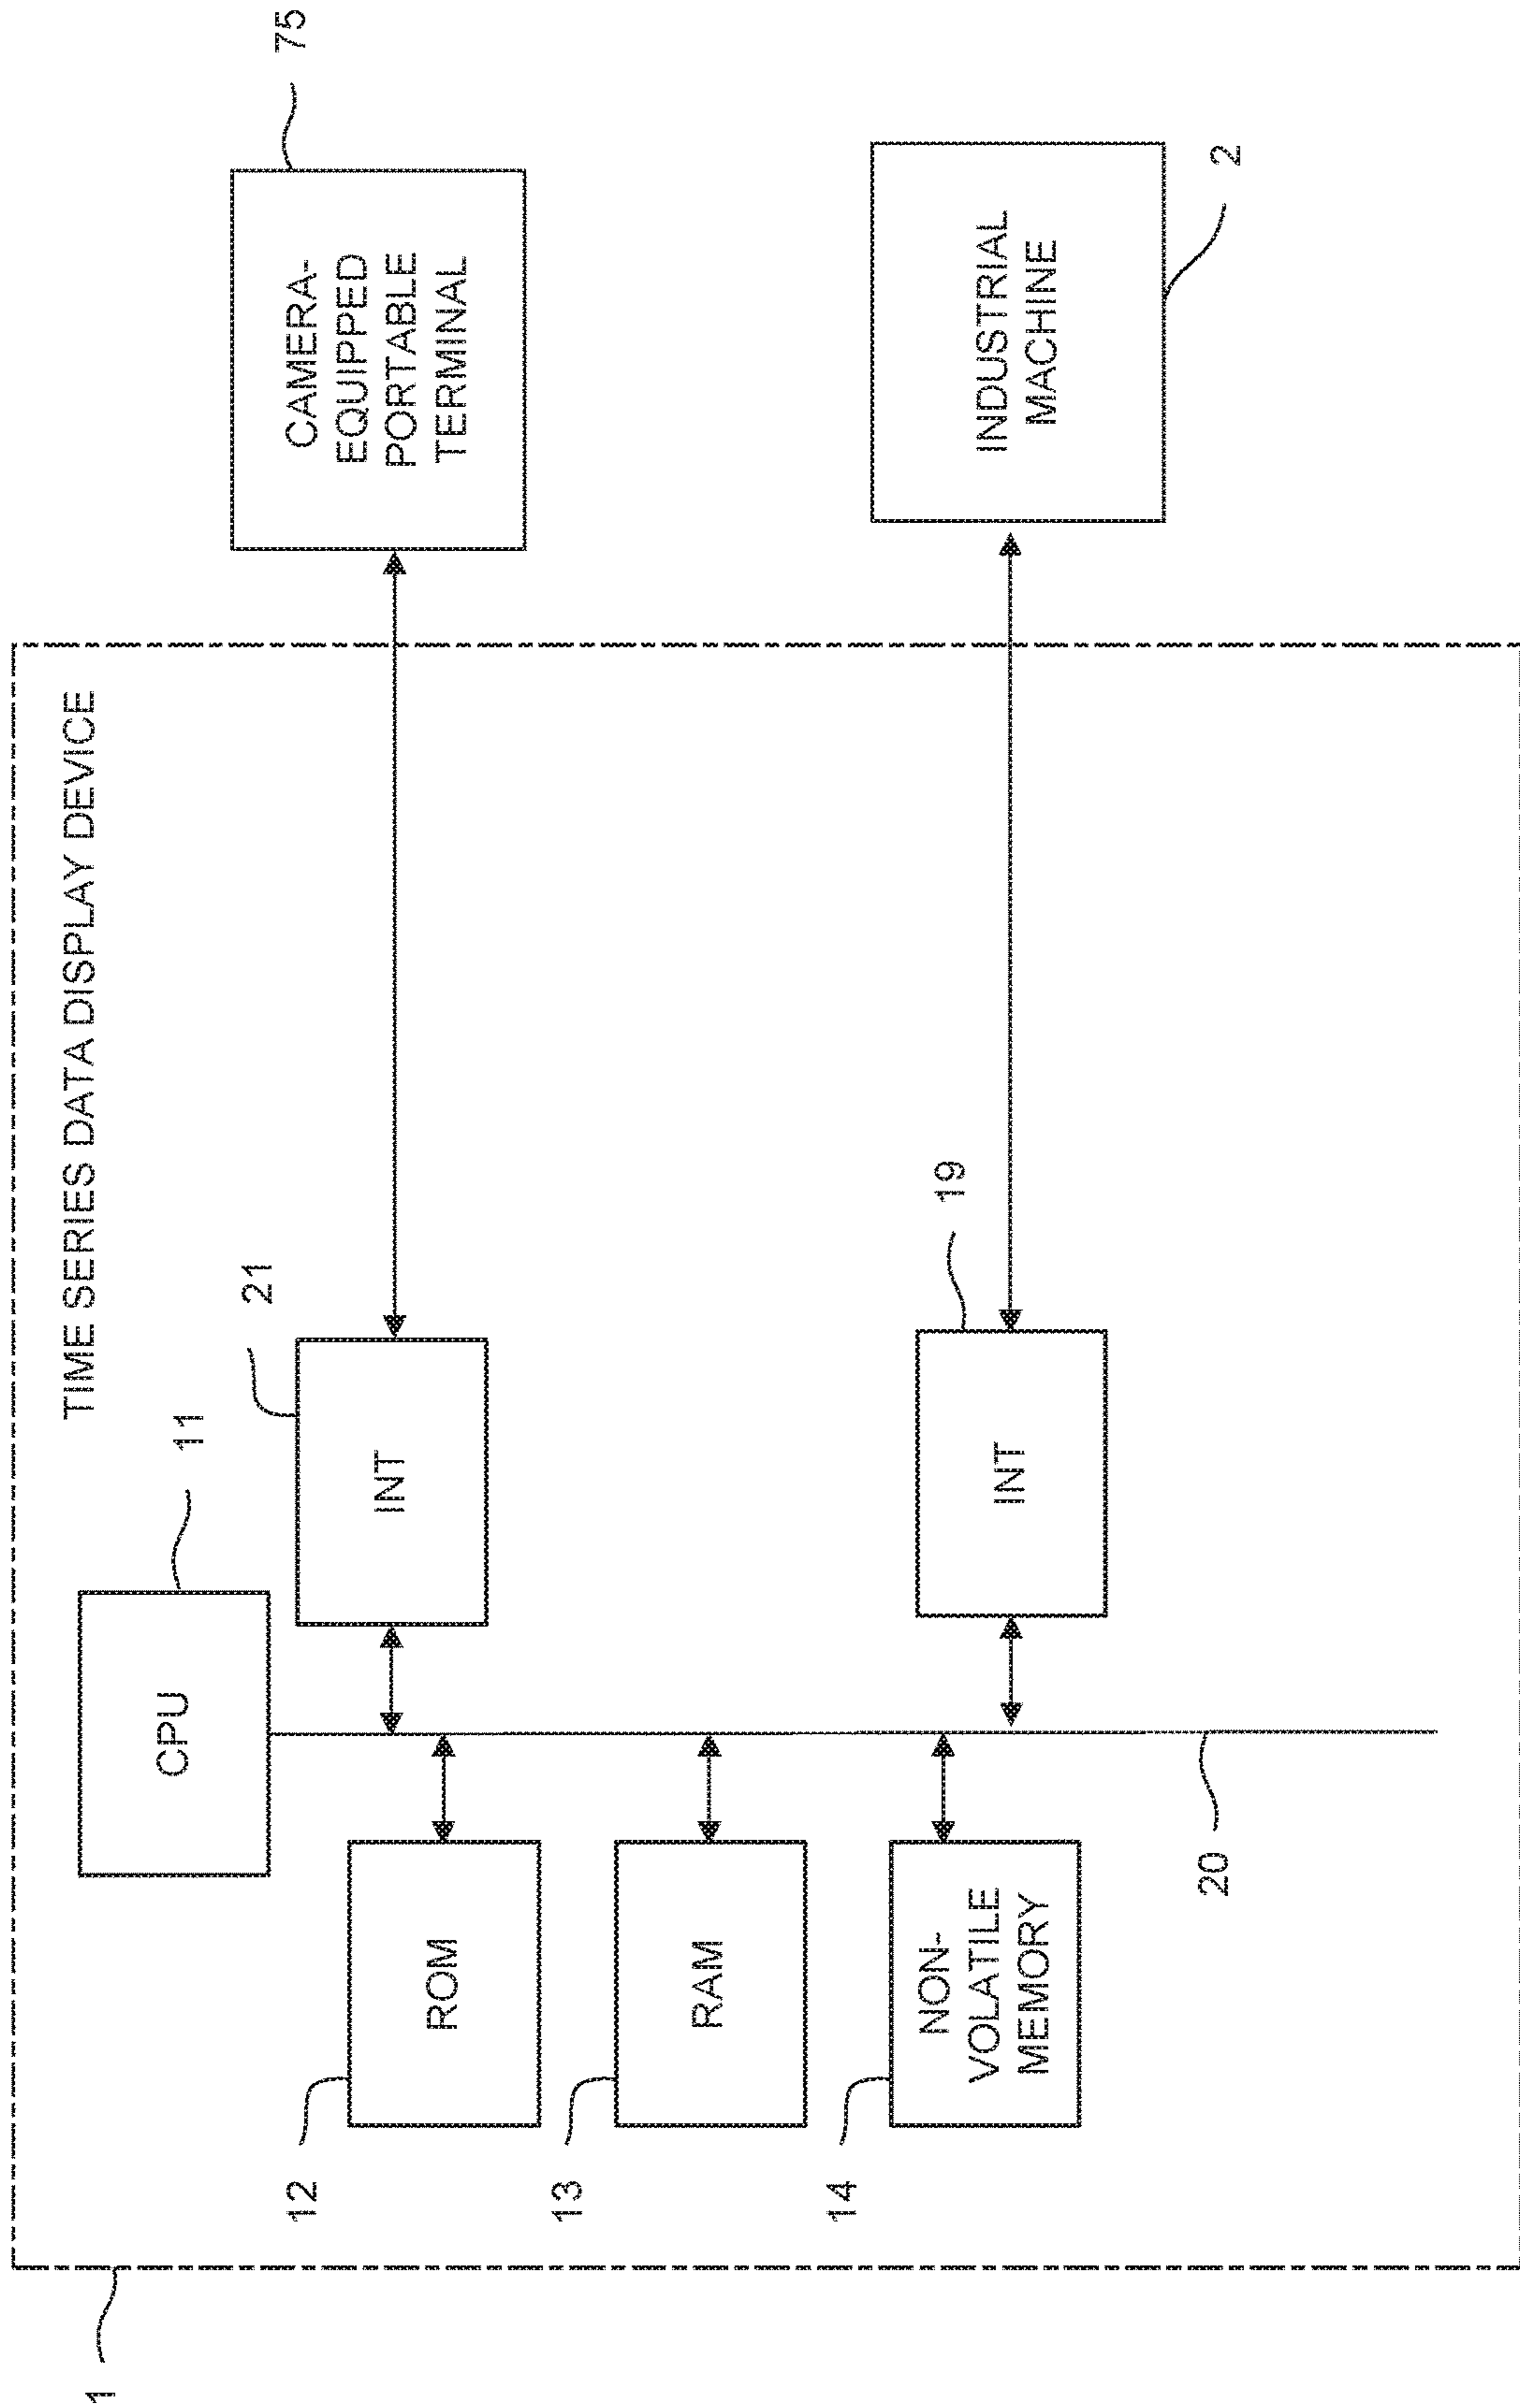 1
TIME SERIES DATA DISPLAY DEVICE
CPU
11
12
ROM
21
INT
CAMERA-
EQUIPPED
PORTABLE
TERMINAL
75
13
RAM
14
NON-
VOLATILE
MEMORY
19
INT
INDUSTRIAL
MACHINE
2
20